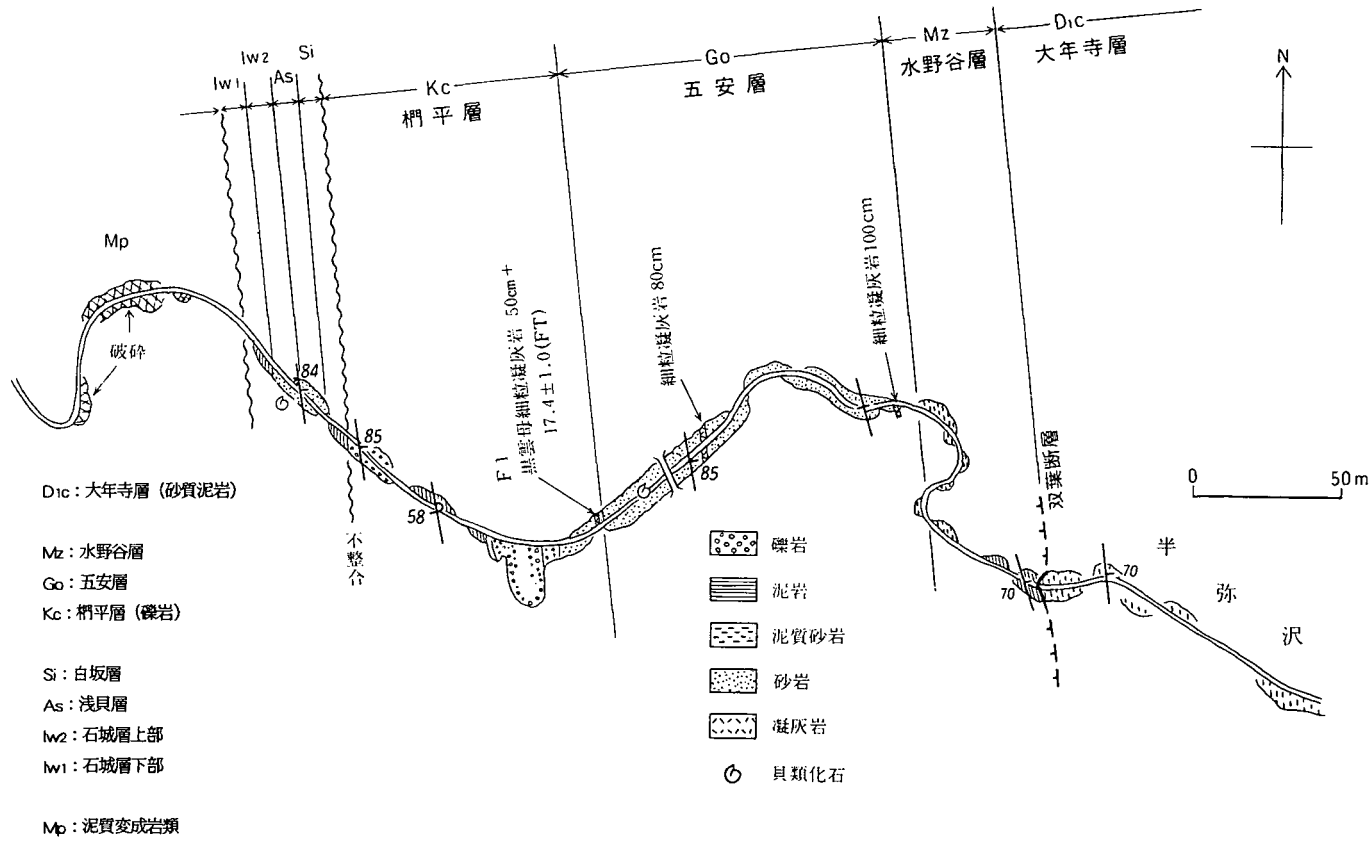 Iw1
Iw2
As
Si
Kc
椚平層
Go
五安層
Mz
水野谷層
D1c
大年寺層
N
Mp
破砕
84
85
58
F1
黒雲母細粒凝灰岩 50cm+
17.4±1.0(FT)
細粒凝灰岩 80cm
85
細粒凝灰岩100cm
双葉断層
70
70
不整合
0 50m
半弥沢
D1c：大年寺層（砂質泥岩）
Mz：水野谷層
Go：五安層
Kc：椚平層（礫岩）
Si：白坂層
As：浅貝層
Iw2：石城層上部
Iw1：石城層下部
Mp：泥質変成岩類
礫岩
泥岩
泥質砂岩
砂岩
凝灰岩
貝類化石